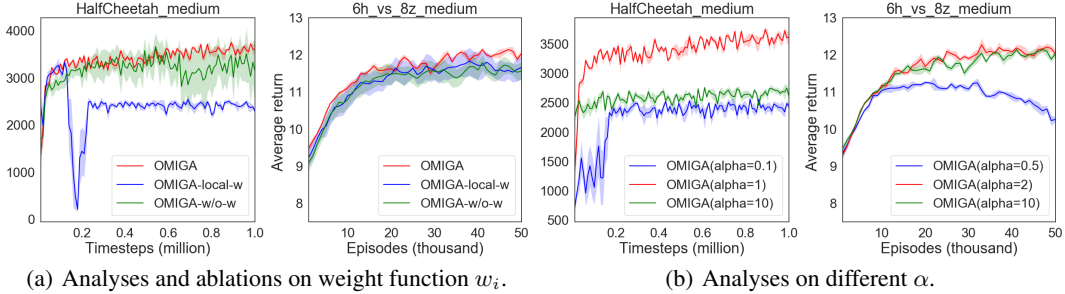 HalfCheetah_medium
4000
3000
2000
1000
0
0.2 0.4 0.6 0.8 1.0
Timesteps (million)
OMIGA
OMIGA-local-w
OMIGA-w/o-w
6h_vs_8z_medium
Average return
13
12
11
10
9
8
0 10 20 30 40 50
Episodes (thousand)
OMIGA
OMIGA-local-w
OMIGA-w/o-w
(a) Analyses and ablations on weight function wᵢ.
HalfCheetah_medium
3500
3000
2500
2000
1500
1000
500
0.2 0.4 0.6 0.8 1.0
Timesteps (million)
OMIGA(alpha=0.1)
OMIGA(alpha=1)
OMIGA(alpha=10)
6h_vs_8z_medium
Average return
13
12
11
10
9
8
0 10 20 30 40 50
Episodes (thousand)
OMIGA(alpha=0.5)
OMIGA(alpha=2)
OMIGA(alpha=10)
(b) Analyses on different α.